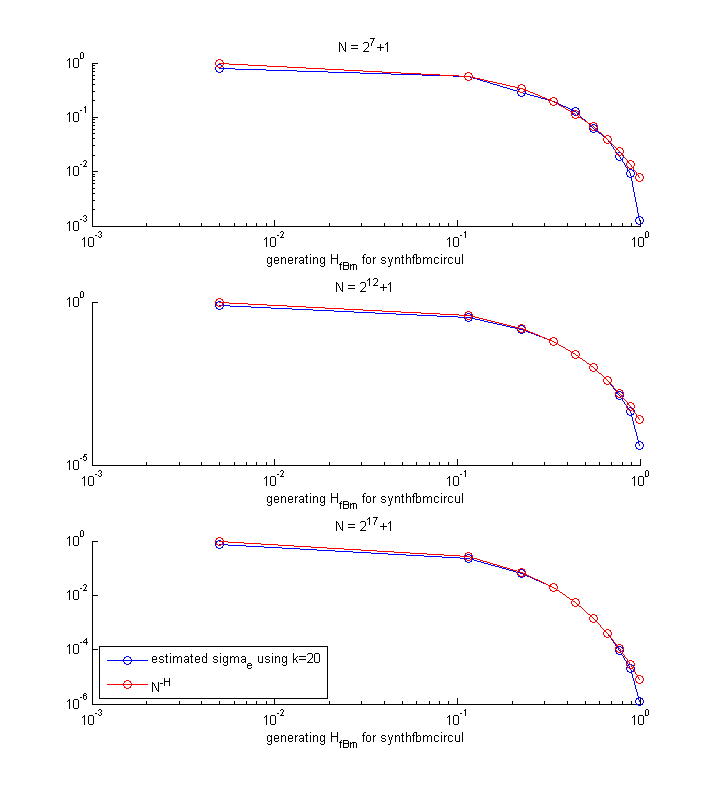 N = 2^7+1
10^0
10^-1
10^-2
10^-3
10^-3 10^-2 10^-1 10^0
generating H_fBm for synthfbmcircul
N = 2^12+1
10^0
10^-5
10^-3 10^-2 10^-1 10^0
generating H_fBm for synthfbmcircul
N = 2^17+1
10^0
10^-2
10^-4
estimated sigma_e using k=20
N^-H
10^-6
10^-3 10^-2 10^-1 10^0
generating H_fBm for synthfbmcircul